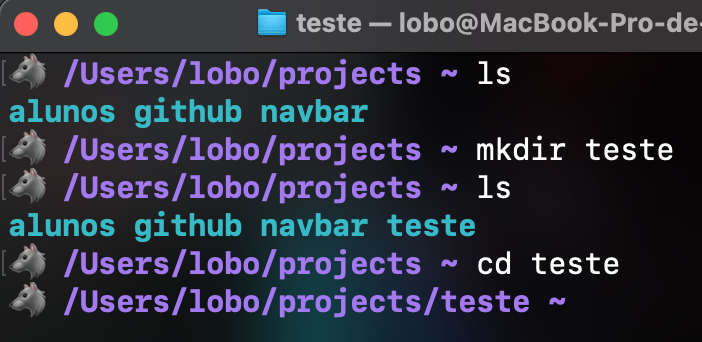 teste — lobo@MacBook-Pro-de-
[🐺 /Users/lobo/projects ~ ls
alunos github navbar
[🐺 /Users/lobo/projects ~ mkdir teste
[🐺 /Users/lobo/projects ~ ls
alunos github navbar teste
[🐺 /Users/lobo/projects ~ cd teste
🐺 /Users/lobo/projects/teste ~